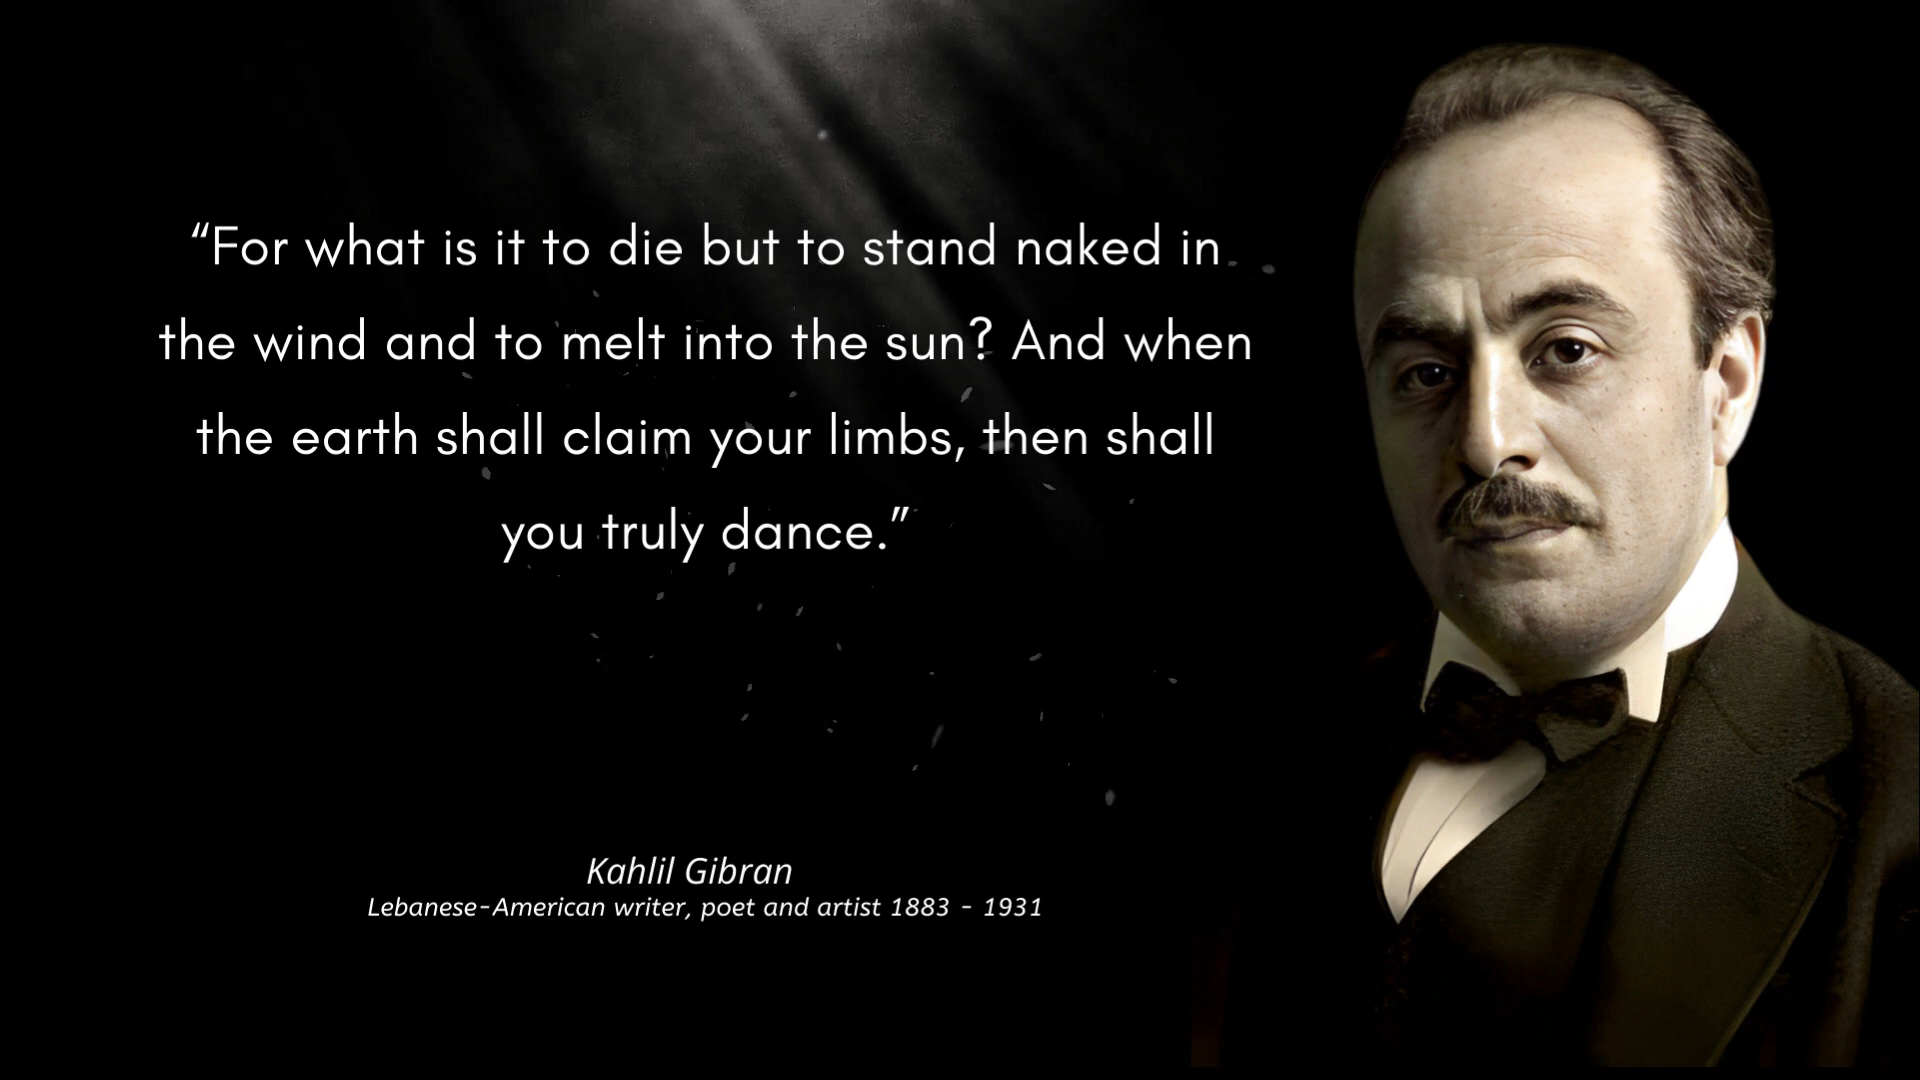 “For what is it to die but to stand naked in
the wind and to melt into the sun? And when
the earth shall claim your limbs, then shall
you truly dance.”
Kahlil Gibran
Lebanese-American writer, poet and artist 1883 - 1931